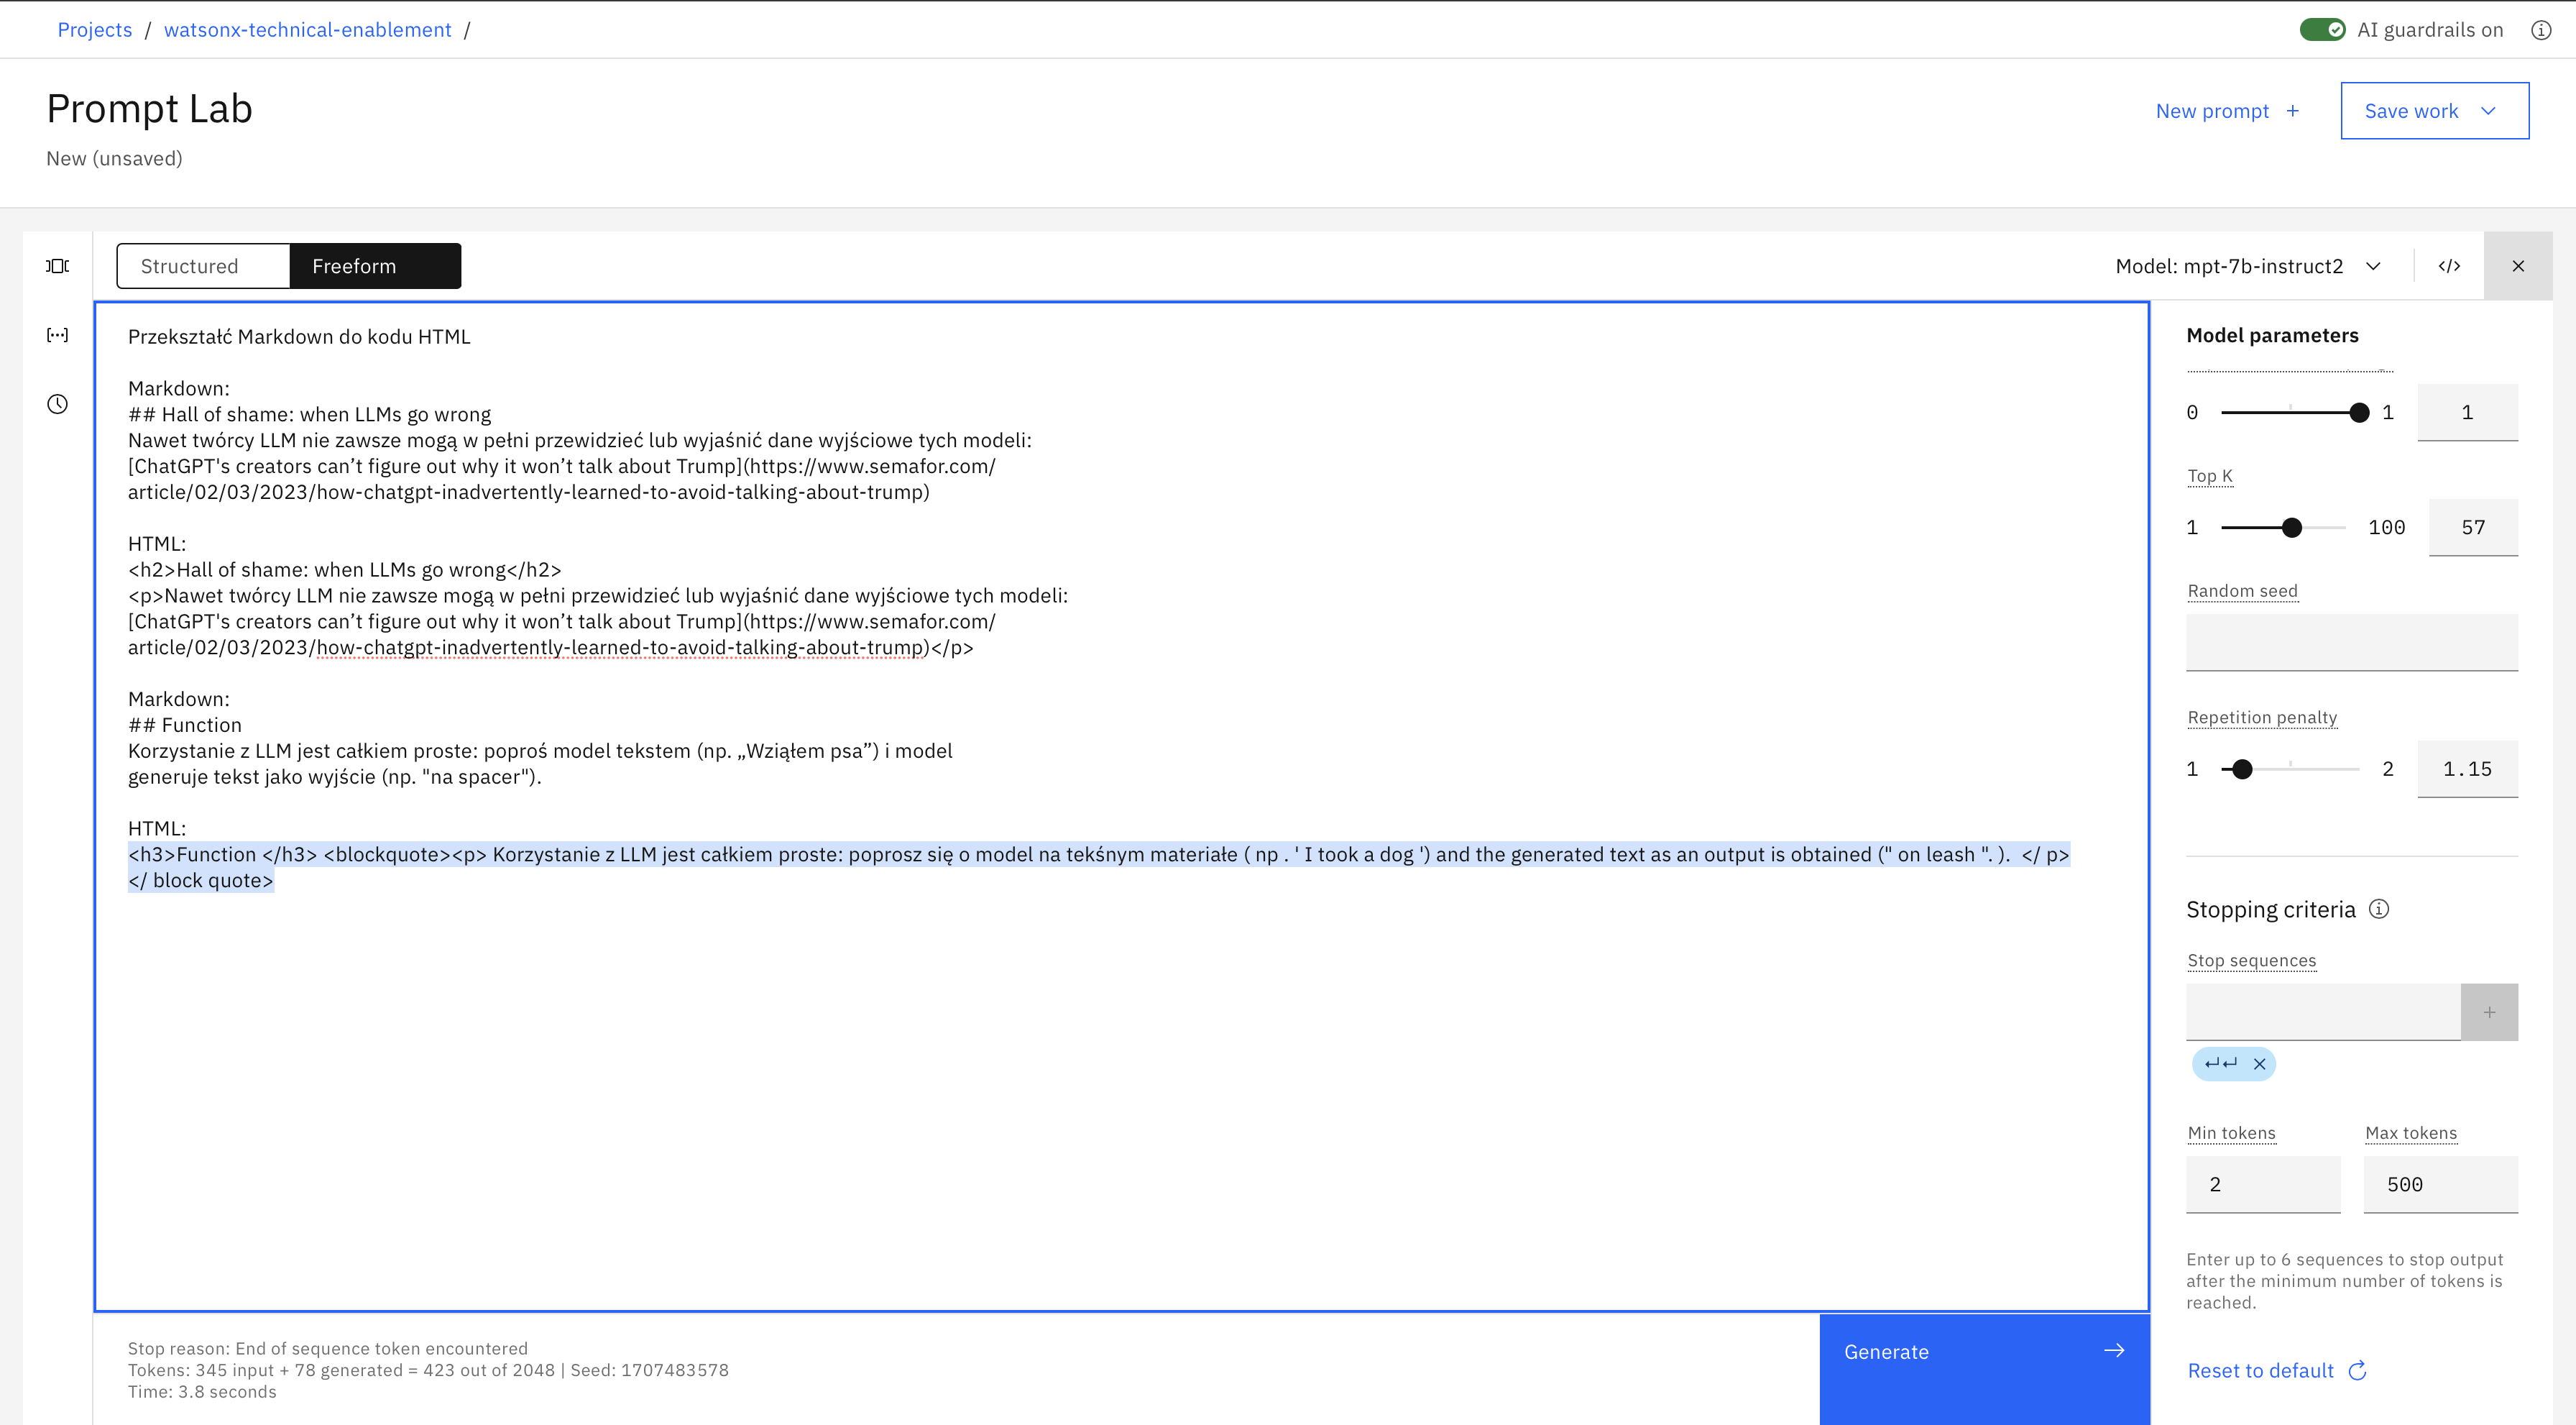 Projects / watsonx-technical-enablement /
AI guardrails on
Prompt Lab
New prompt +
Save work
New (unsaved)
Structured
Freeform
Model: mpt-7b-instruct2
</>
Przekształć Markdown do kodu HTML
Markdown:
## Hall of shame: when LLMs go wrong
Nawet twórcy LLM nie zawsze mogą w pełni przewidzieć lub wyjaśnić dane wyjściowe tych modeli:
[ChatGPT's creators can’t figure out why it won’t talk about Trump](https://www.semafor.com/
article/02/03/2023/how-chatgpt-inadvertently-learned-to-avoid-talking-about-trump)
HTML:
<h2>Hall of shame: when LLMs go wrong</h2>
<p>Nawet twórcy LLM nie zawsze mogą w pełni przewidzieć lub wyjaśnić dane wyjściowe tych modeli:
[ChatGPT's creators can’t figure out why it won’t talk about Trump](https://www.semafor.com/
article/02/03/2023/how-chatgpt-inadvertently-learned-to-avoid-talking-about-trump)</p>
Markdown:
## Function
Korzystanie z LLM jest całkiem proste: poproś model tekstem (np. „Wziąłem psa”) i model
generuje tekst jako wyjście (np. "na spacer").
HTML:
<h3>Function </h3> <blockquote><p> Korzystanie z LLM jest całkiem proste: poprosz się o model na tekśnym materiałe ( np . ' I took a dog ') and the generated text as an output is obtained (" on leash ". ).  </ p>
</ block quote>
Stop reason: End of sequence token encountered
Tokens: 345 input + 78 generated = 423 out of 2048 | Seed: 1707483578
Time: 3.8 seconds
Generate
Model parameters
0
1
1
Top K
1
100
57
Random seed
Repetition penalty
1
2
1.15
Stopping criteria
Stop sequences
+
↵↵
Min tokens
Max tokens
2
500
Enter up to 6 sequences to stop output
after the minimum number of tokens is
reached.
Reset to default